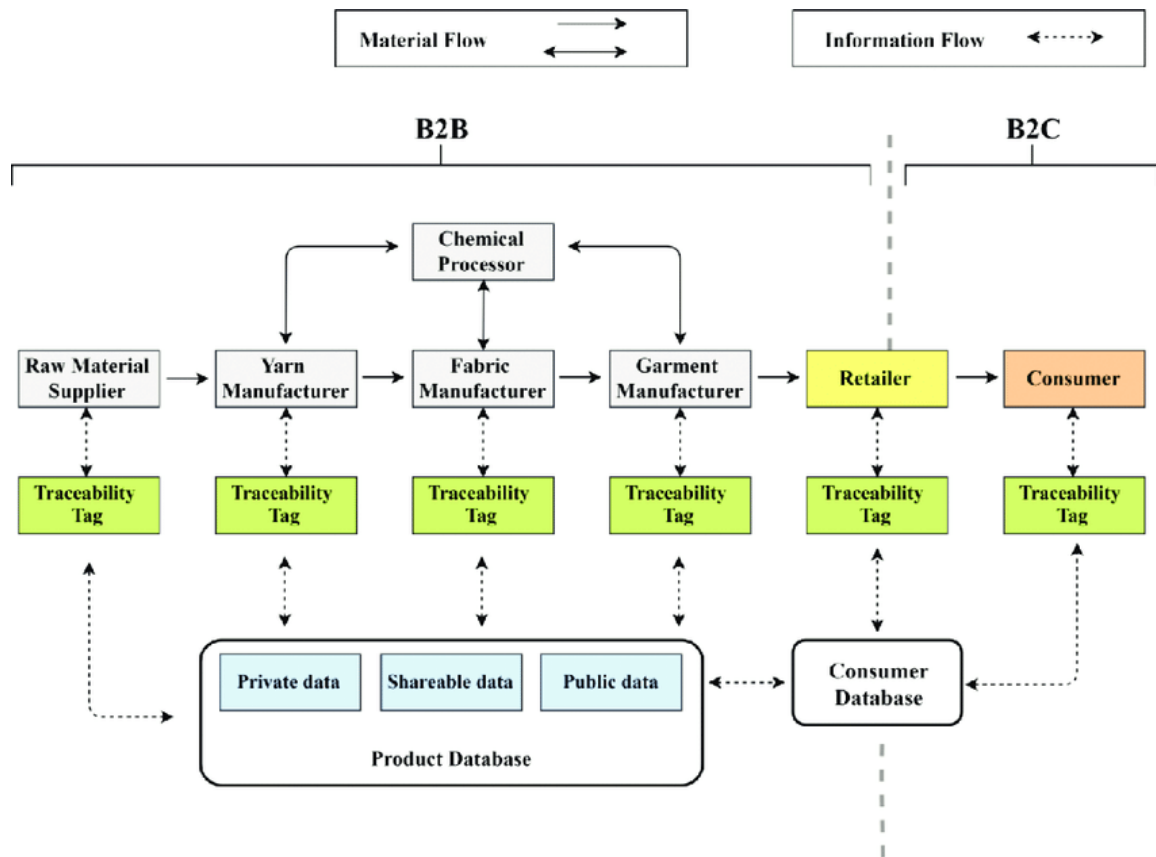 Material Flow
Information Flow
B2B
B2C
Chemical
Processor
Raw Material
Supplier
Yarn
Manufacturer
Fabric
Manufacturer
Garment
Manufacturer
Retailer
Consumer
Traceability
Tag
Traceability
Tag
Traceability
Tag
Traceability
Tag
Traceability
Tag
Traceability
Tag
Private data
Shareable data
Public data
Product Database
Consumer
Database